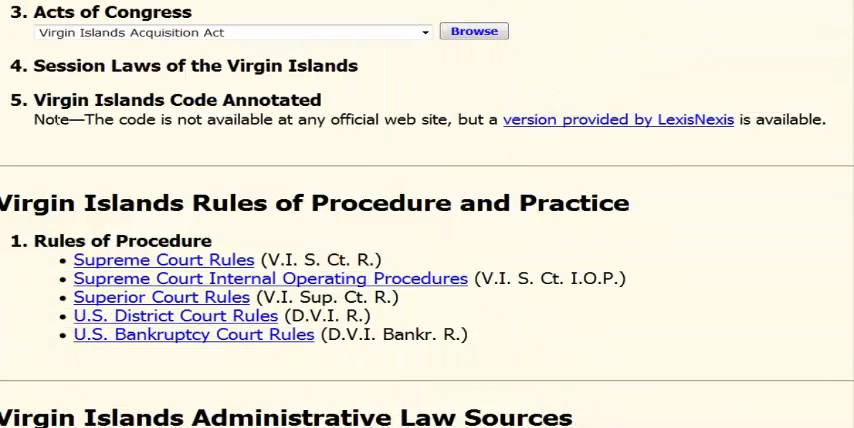 3. Acts of Congress
Virgin Islands Acquisition Act
Browse
4. Session Laws of the Virgin Islands
5. Virgin Islands Code Annotated
Note—The code is not available at any official web site, but a version provided by LexisNexis is available.
Virgin Islands Rules of Procedure and Practice
1. Rules of Procedure
• Supreme Court Rules (V.I. S. Ct. R.)
• Supreme Court Internal Operating Procedures (V.I. S. Ct. I.O.P.)
• Superior Court Rules (V.I. Sup. Ct. R.)
• U.S. District Court Rules (D.V.I. R.)
• U.S. Bankruptcy Court Rules (D.V.I. Bankr. R.)
Virgin Islands Administrative Law Sources